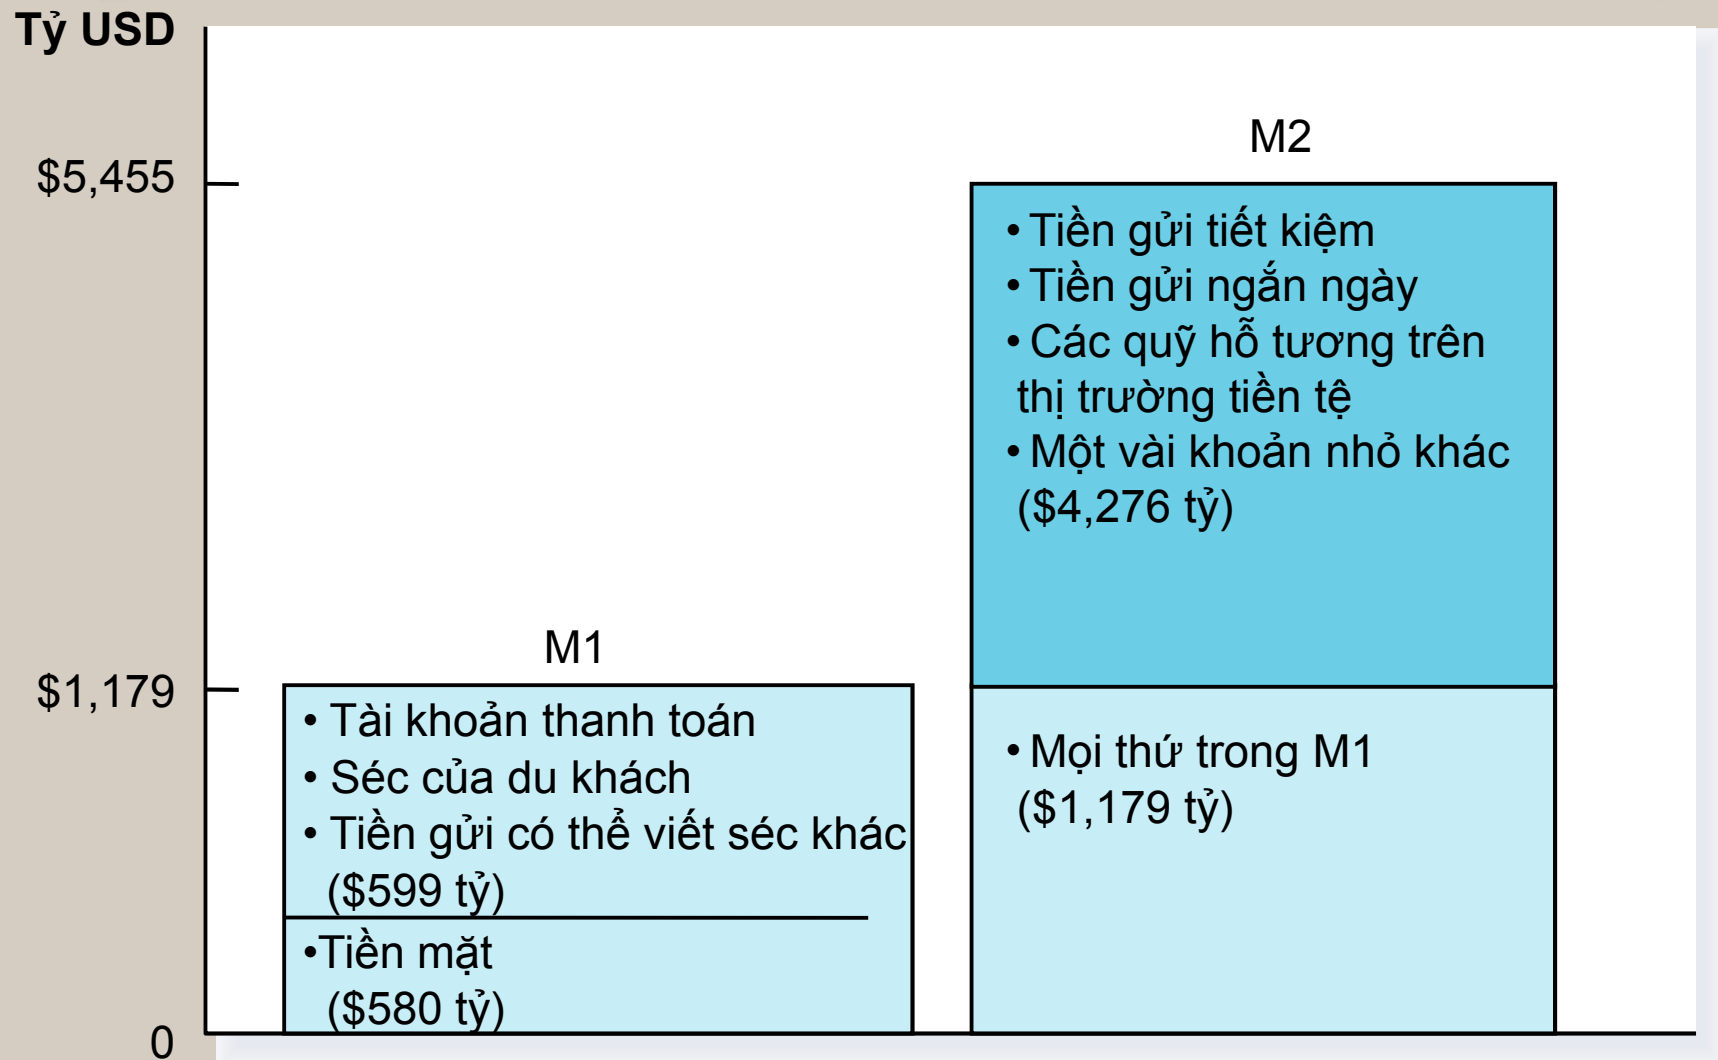 Tỷ USD
$5,455
$1,179
0
M1
• Tài khoản thanh toán
• Séc của du khách
• Tiền gửi có thể viết séc khác
($599 tỷ)
•Tiền mặt
($580 tỷ)
M2
• Tiền gửi tiết kiệm
• Tiền gửi ngắn ngày
• Các quỹ hỗ tương trên
thị trường tiền tệ
• Một vài khoản nhỏ khác
($4,276 tỷ)
• Mọi thứ trong M1
($1,179 tỷ)